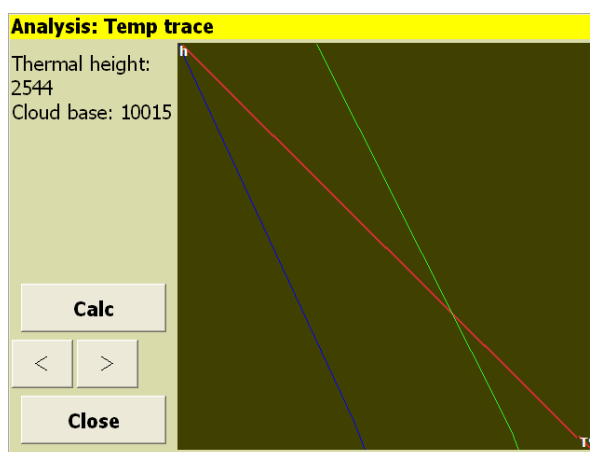 Analysis: Temp trace
Thermal height:
2544
Cloud base: 10015
h
Calc
<
>
Close